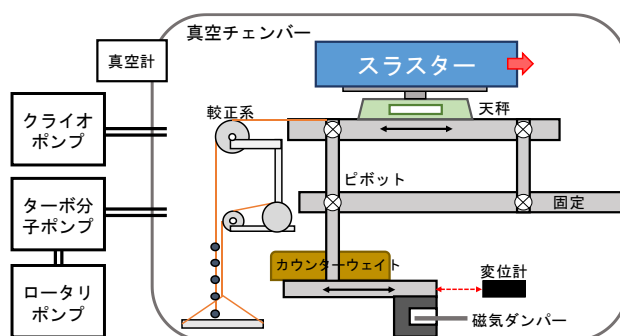 真空チェンバー
真空計
スラスター
クライオ
ポンプ
較正系
天秤
ピボット
ターボ分
子ポンプ
固定
カウンターウェイト
変位計
ロータリ
ポンプ
磁気ダンパー